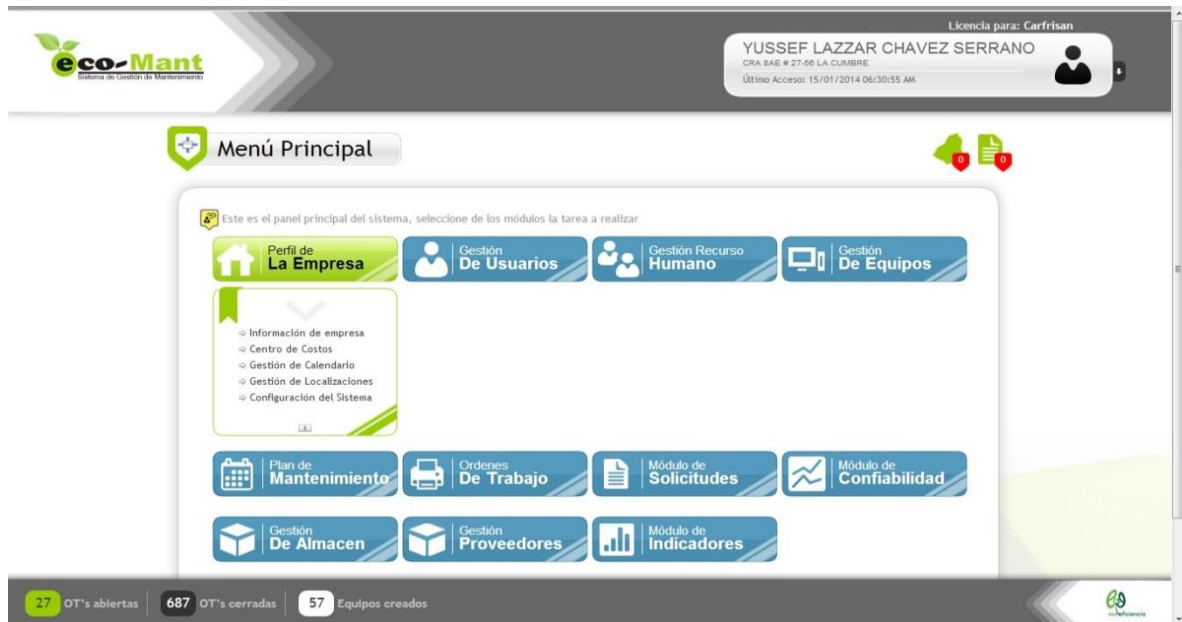 Licencia para: Carfrisan
eco-Mant
Sistema de Gestión de Mantenimiento
YUSSEF LAZZAR CHAVEZ SERRANO
CRA 8AE # 27-66 LA CUMBRE
Último Acceso: 15/01/2014 06:30:55 AM
Menú Principal
0
0
Este es el panel principal del sistema, seleccione de los módulos la tarea a realizar
Perfil de
La Empresa
Gestión
De Usuarios
Gestión Recurso
Humano
Gestión
De Equipos
Información de empresa
Centro de Costos
Gestión de Calendario
Gestión de Localizaciones
Configuración del Sistema
Plan de
Mantenimiento
Ordenes
De Trabajo
Módulo de
Solicitudes
Módulo de
Confiabilidad
Gestión
De Almacen
Gestión
Proveedores
Módulo de
Indicadores
27 OT's abiertas
687 OT's cerradas
57 Equipos creados
ecoeficiencia